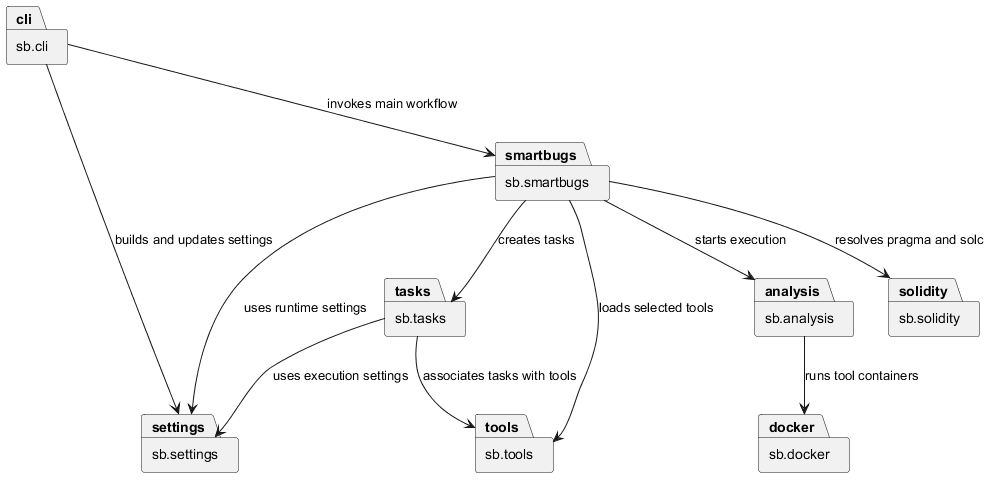 cli
sb.cli
invokes main workflow
smartbugs
sb.smartbugs
builds and updates settings
creates tasks
starts execution
resolves pragma and solc
tasks
sb.tasks
analysis
sb.analysis
solidity
sb.solidity
uses runtime settings
loads selected tools
uses execution settings
associates tasks with tools
runs tool containers
settings
sb.settings
tools
sb.tools
docker
sb.docker